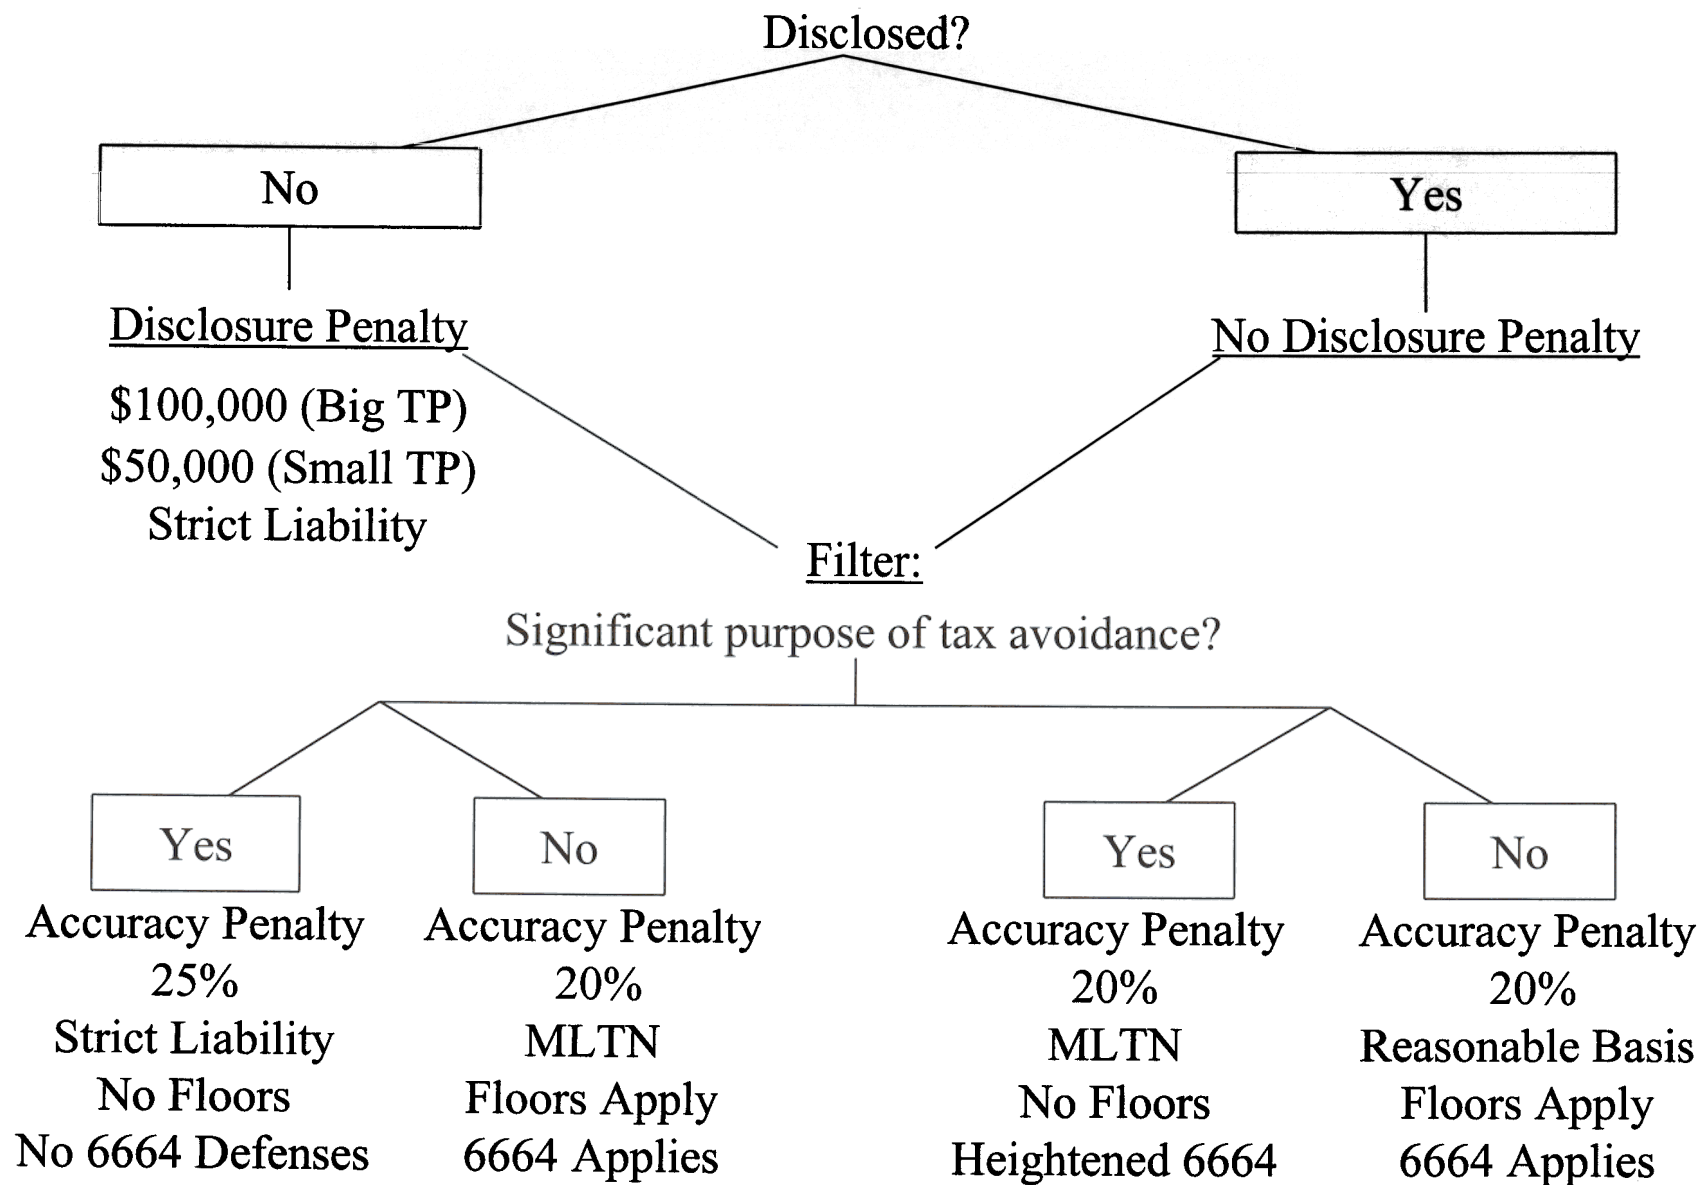 Disclosed?
No
Yes
Disclosure Penalty
No Disclosure Penalty
$100,000 (Big TP)
$50,000 (Small TP)
Strict Liability
Filter:
Significant purpose of tax avoidance?
Yes
No
Yes
No
Accuracy Penalty
25%
Strict Liability
No Floors
No 6664 Defenses
Accuracy Penalty
20%
MLTN
Floors Apply
6664 Applies
Accuracy Penalty
20%
MLTN
No Floors
Heightened 6664
Accuracy Penalty
20%
Reasonable Basis
Floors Apply
6664 Applies